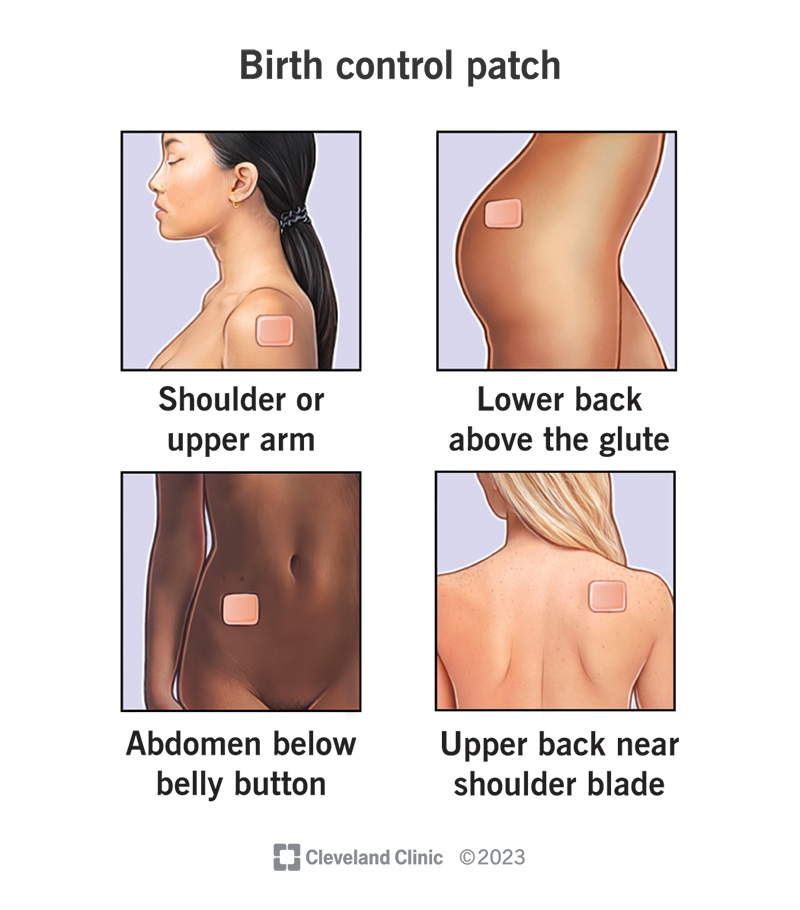 Birth control patch
Shoulder or
upper arm
Lower back
above the glute
Abdomen below
belly button
Upper back near
shoulder blade
Cleveland Clinic ©2023